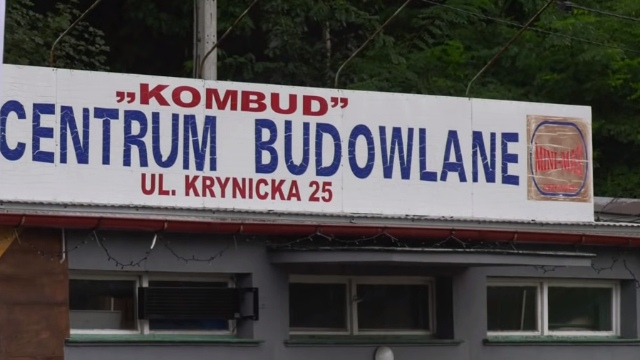 „KOMBUD”
CENTRUM BUDOWLANE
UL. KRYNICKA 25